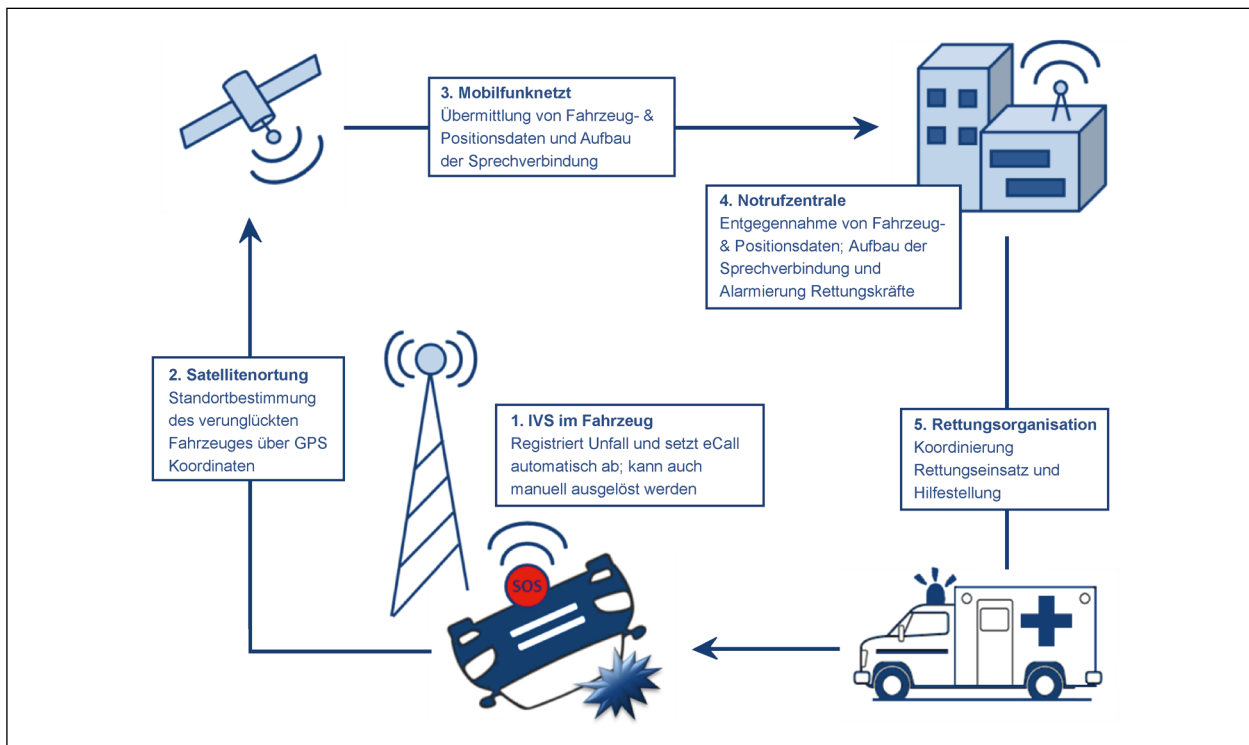 3. Mobilfunknetzt
Übermittlung von Fahrzeug- &
Positionsdaten und Aufbau
der Sprechverbindung
4. Notrufzentrale
Entgegennahme von Fahrzeug-
& Positionsdaten; Aufbau der
Sprechverbindung und
Alarmierung Rettungskräfte
2. Satellitenortung
Standortbestimmung
des verunglückten
Fahrzeuges über GPS
Koordinaten
1. IVS im Fahrzeug
Registriert Unfall und setzt eCall
automatisch ab; kann auch
manuell ausgelöst werden
5. Rettungsorganisation
Koordinierung
Rettungseinsatz und
Hilfestellung
SOS